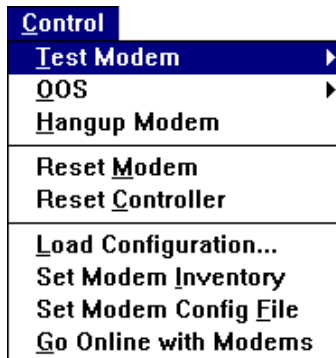 Control
Test Modem
OOS
Hangup Modem
Reset Modem
Reset Controller
Load Configuration...
Set Modem Inventory
Set Modem Config File
Go Online with Modems